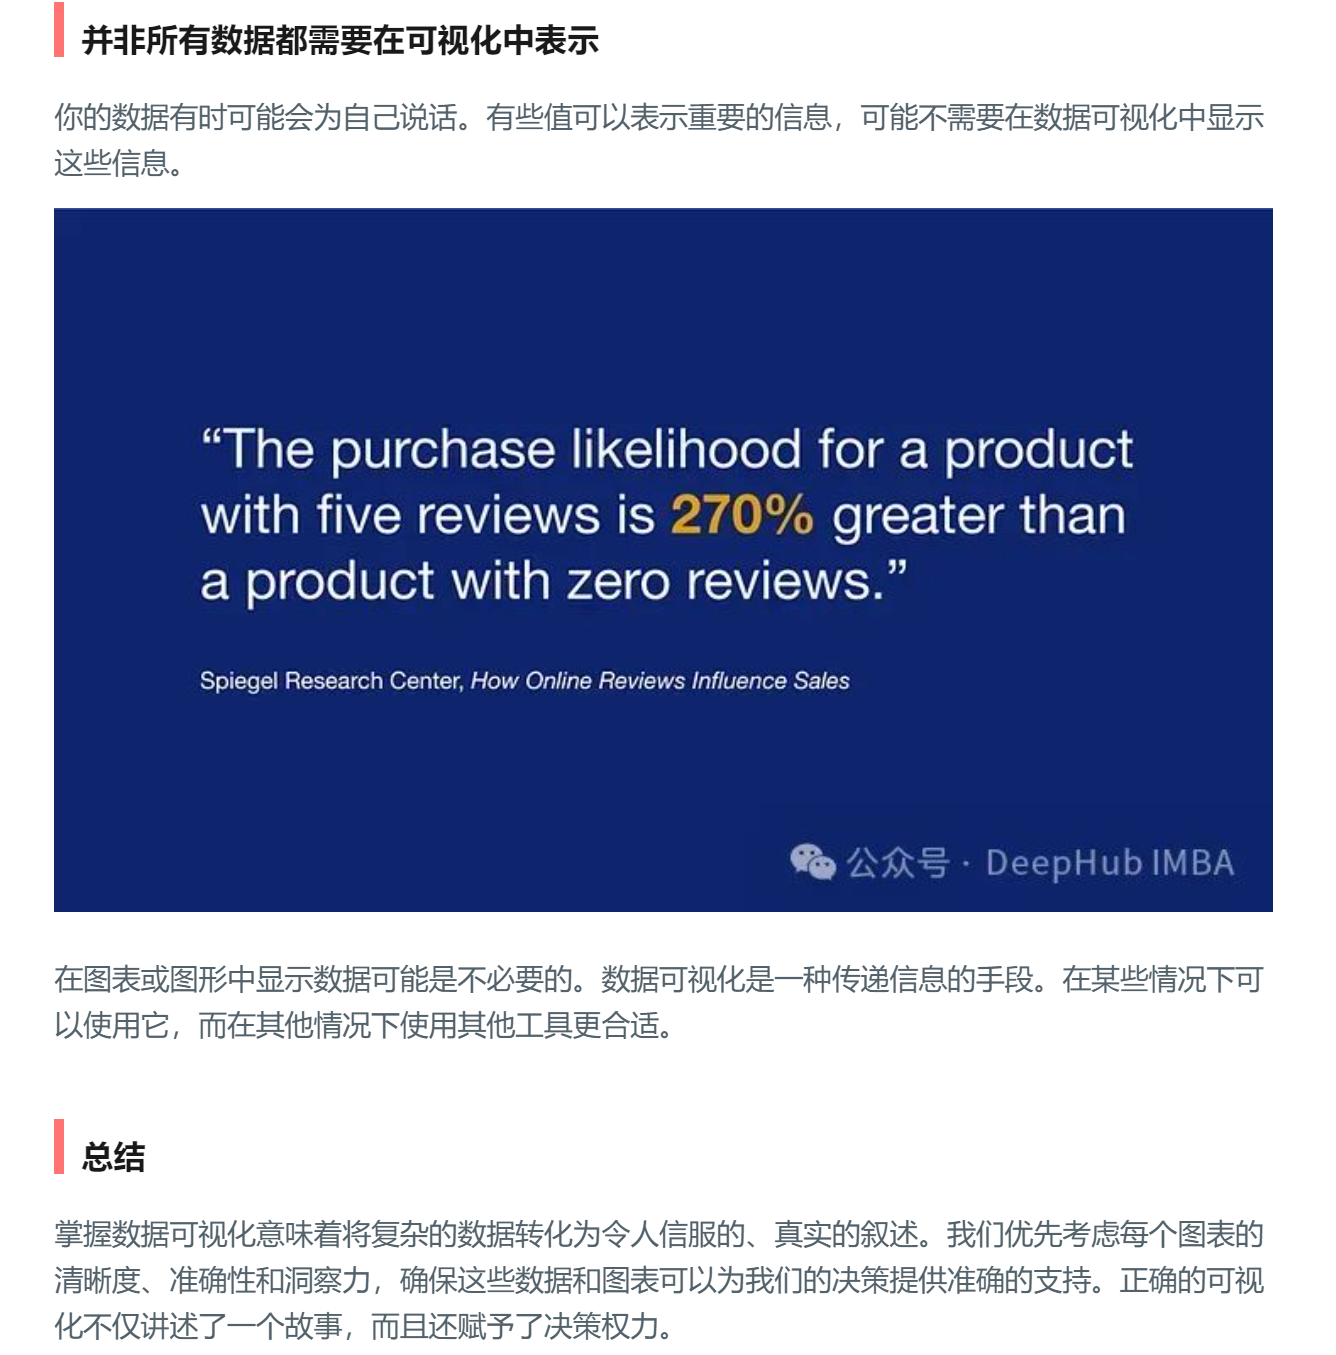 并非所有数据都需要在可视化中表示
你的数据有时可能会为自己说话。有些值可以表示重要的信息，可能不需要在数据可视化中显示
这些信息。
“The purchase likelihood for a product
with five reviews is 270% greater than
a product with zero reviews.”
Spiegel Research Center, How Online Reviews Influence Sales
公众号 · DeepHub IMBA
在图表或图形中显示数据可能是不必要的。数据可视化是一种传递信息的手段。在某些情况下可
以使用它，而在其他情况下使用其他工具更合适。
总结
掌握数据可视化意味着将复杂的数据转化为令人信服的、真实的叙述。我们优先考虑每个图表的
清晰度、准确性和洞察力，确保这些数据和图表可以为我们的决策提供准确的支持。正确的可视
化不仅讲述了一个故事，而且还赋予了决策权力。